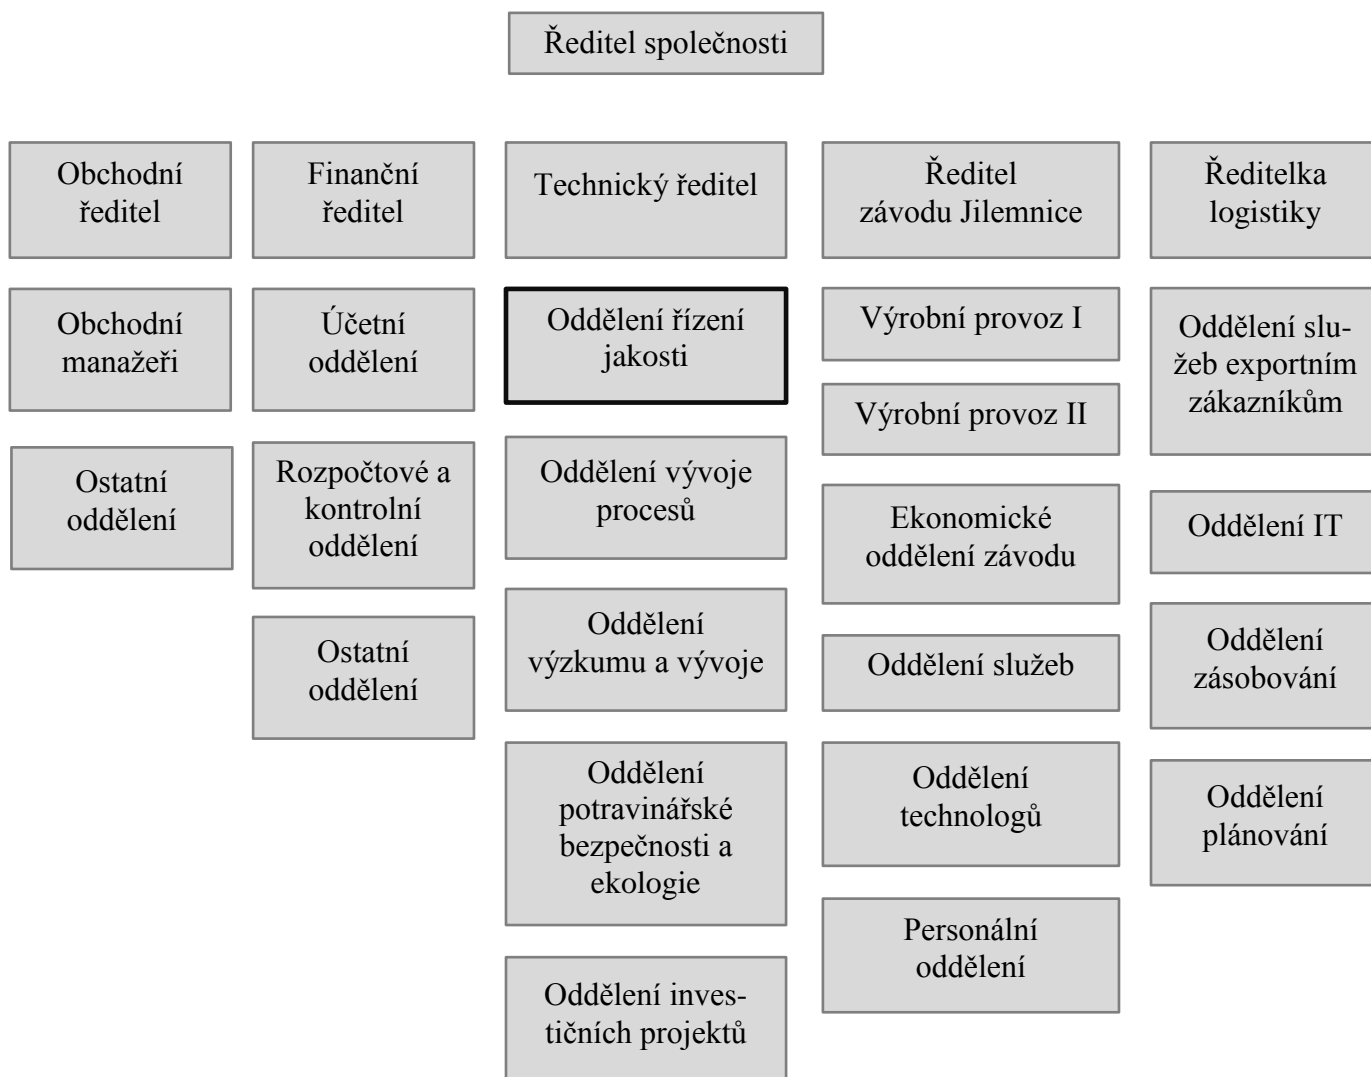 Ředitel společnosti
Obchodní
ředitel
Finanční
ředitel
Technický ředitel
Ředitel
závodu Jilemnice
Ředitelka
logistiky
Obchodní
manažeři
Ostatní
oddělení
Účetní
oddělení
Rozpočtové a
kontrolní
oddělení
Ostatní
oddělení
Oddělení řízení
jakosti
Oddělení vývoje
procesů
Oddělení
výzkumu a vývoje
Oddělení
potravinářské
bezpečnosti a
ekologie
Oddělení inves-
tičních projektů
Výrobní provoz I
Výrobní provoz II
Ekonomické
oddělení závodu
Oddělení služeb
Oddělení
technologů
Personální
oddělení
Oddělení slu-
žeb exportním
zákazníkům
Oddělení IT
Oddělení
zásobování
Oddělení
plánování